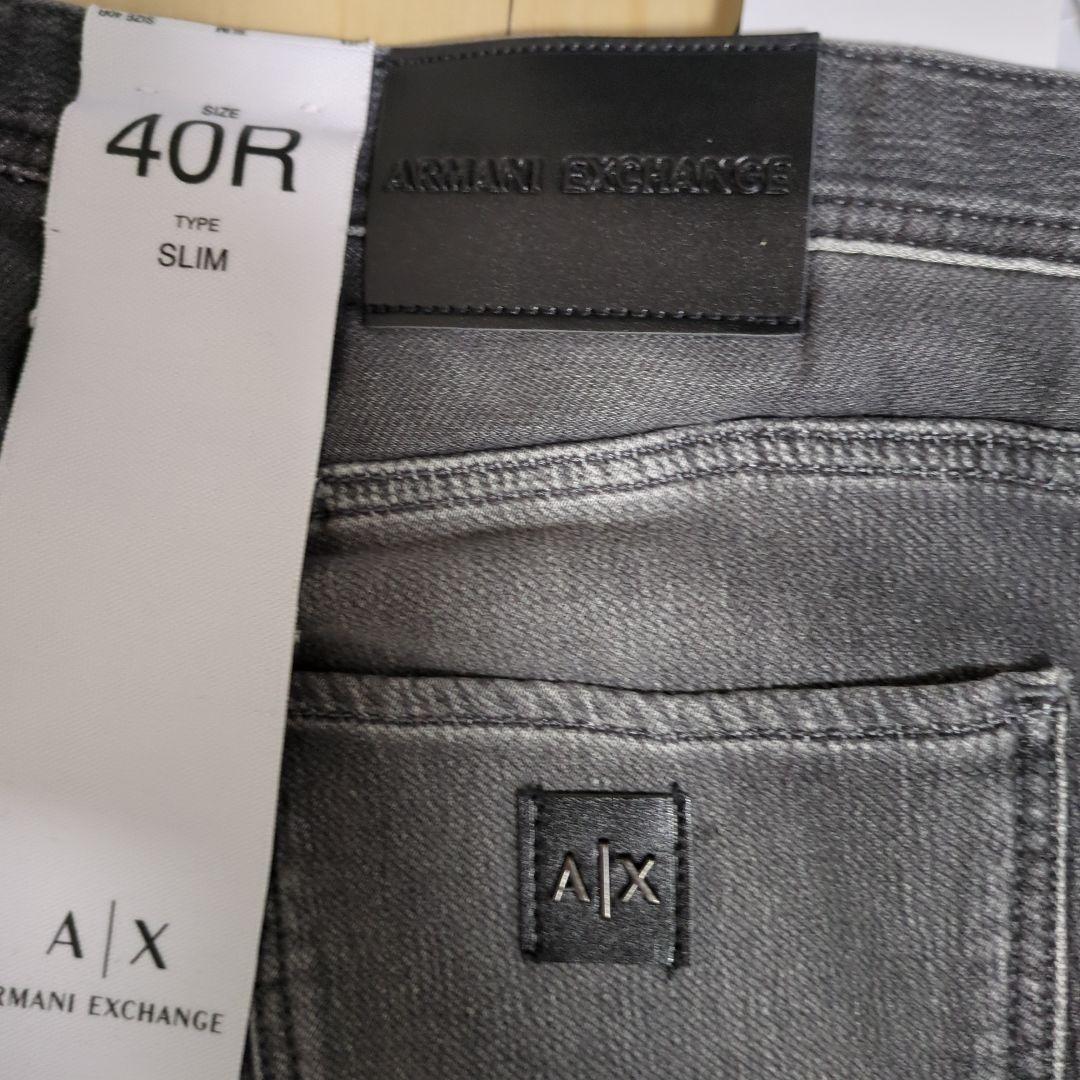 SIZE
40R
TYPE
SLIM
ARMANI EXCHANGE
A|X
A|X
RMANI EXCHANGE